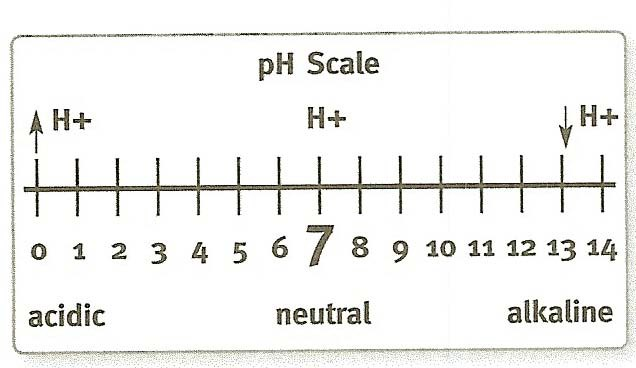 pH Scale
H+ H+ H+
0 1 2 3 4 5 6 7 8 9 10 11 12 13 14
acidic neutral alkaline